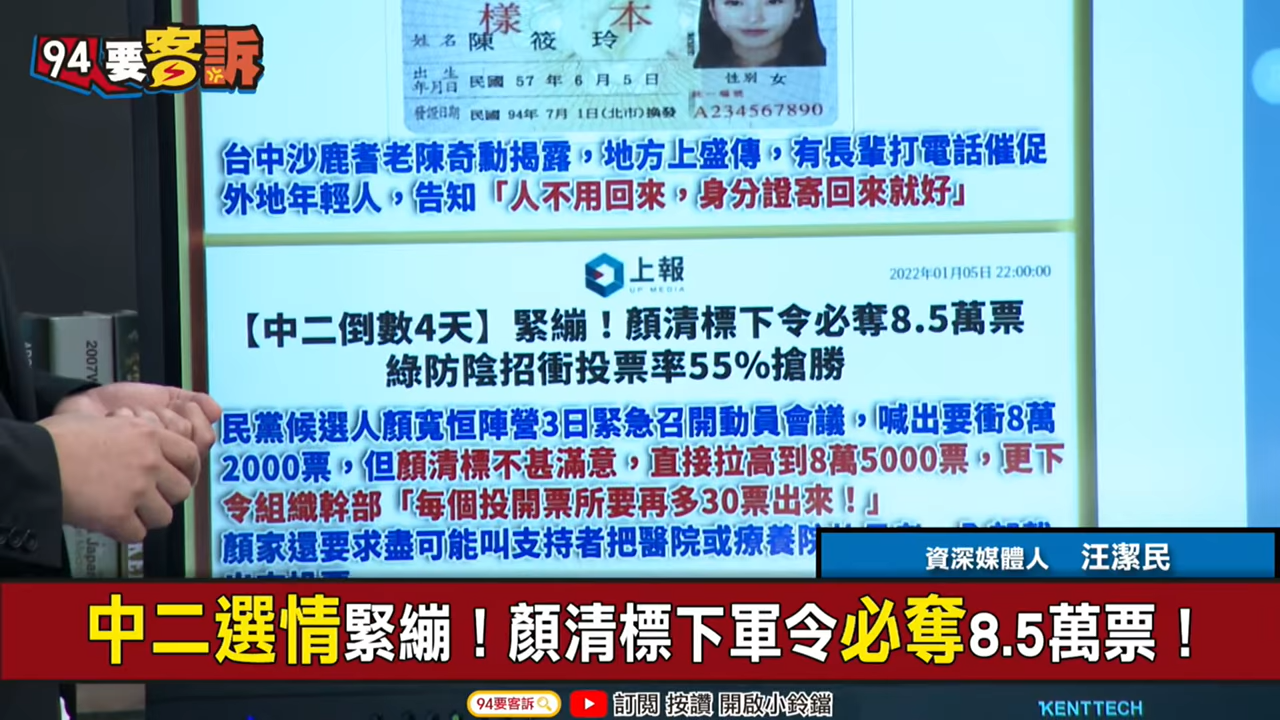 94要客訴
樣 本
姓名 陳 筱 玲
出生年月日 民國 57 年 6 月 5 日
性別 女
統一編號
發證日期 民國 94年 7月 1日(北市)換發
A234567890
台中沙鹿耆老陳奇勳揭露，地方上盛傳，有長輩打電話催促
外地年輕人，告知「人不用回來，身分證寄回來就好」
上報
UP MEDIA
2022年01月05日 22:00:00
【中二倒數4天】緊繃！顏清標下令必奪8.5萬票
綠防陰招衝投票率55%搶勝
民黨候選人顏寬恒陣營3日緊急召開動員會議，喊出要衝8萬
2000票，但顏清標不甚滿意，直接拉高到8萬5000票，更下
令組織幹部「每個投開票所要再多30票出來！」
顏家還要求盡可能叫支持者把醫院或療養院
2007
Japan
資深媒體人 汪潔民
中二選情緊繃！顏清標下軍令必奪8.5萬票！
94要客訴
訂閱 按讚 開啟小鈴鐺
KENTTECH